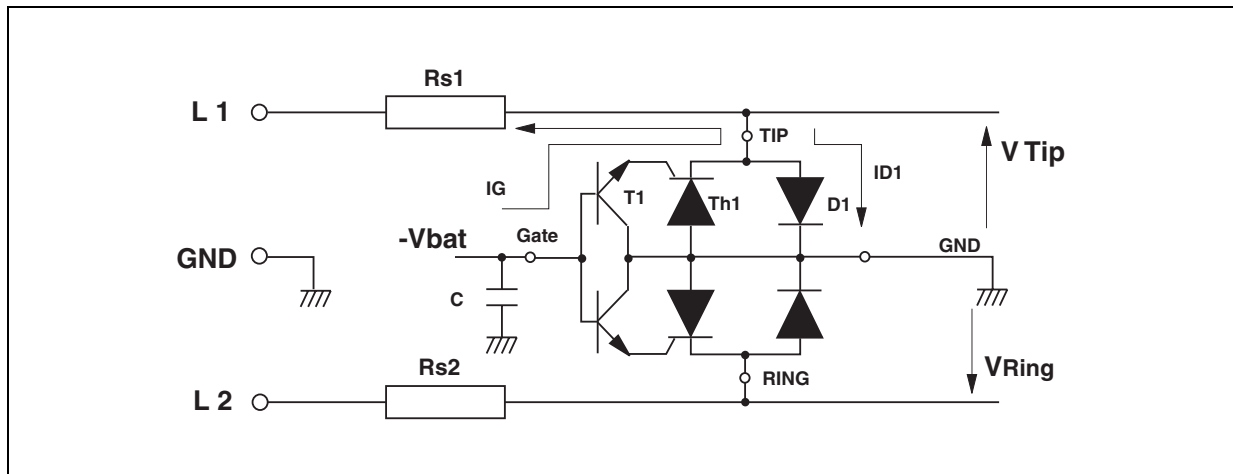 Rs1
L 1
TIP
V Tip
ID1
IG
T1
Th1
D1
-Vbat
Gate
GND
GND
C
Rs2
RING
VRing
L 2